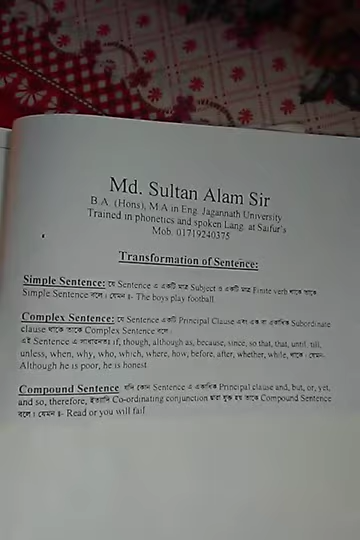 Md. Sultan Alam Sir
B.A. (Hons), M.A in Eng. Jagannath University
Trained in phonetics and spoken Lang. at Saifur's
Mob. 01719240375
Transformation of Sentence:
Simple Sentence: যে Sentence এ একটি মাত্র Subject ও একটি মাত্র Finite verb থাকে তাকে
Simple Sentence বলে। যেমন ঃ- The boys play football.
Complex Sentence: যে Sentence একটি Principal Clause এবং এক বা একাধিক Subordinate
clause থাকে তাকে Complex Sentence বলে।
এই Sentence এ সাধারনতঃ if, though, although as, because, since, so that, that, until, till,
unless, when, why, who, which, where, how, before, after, whether, while, থাকে। যেমন-
Although he is poor, he is honest
Compound Sentence যদি কোন Sentence এ একাধিক Principal clause and, but, or, yet,
and so, therefore, ইত্যাদি Co-ordinating conjunction দ্বারা যুক্ত হয় তাকে Compound Sentence
বলে। যেমন ঃ- Read or you will fail